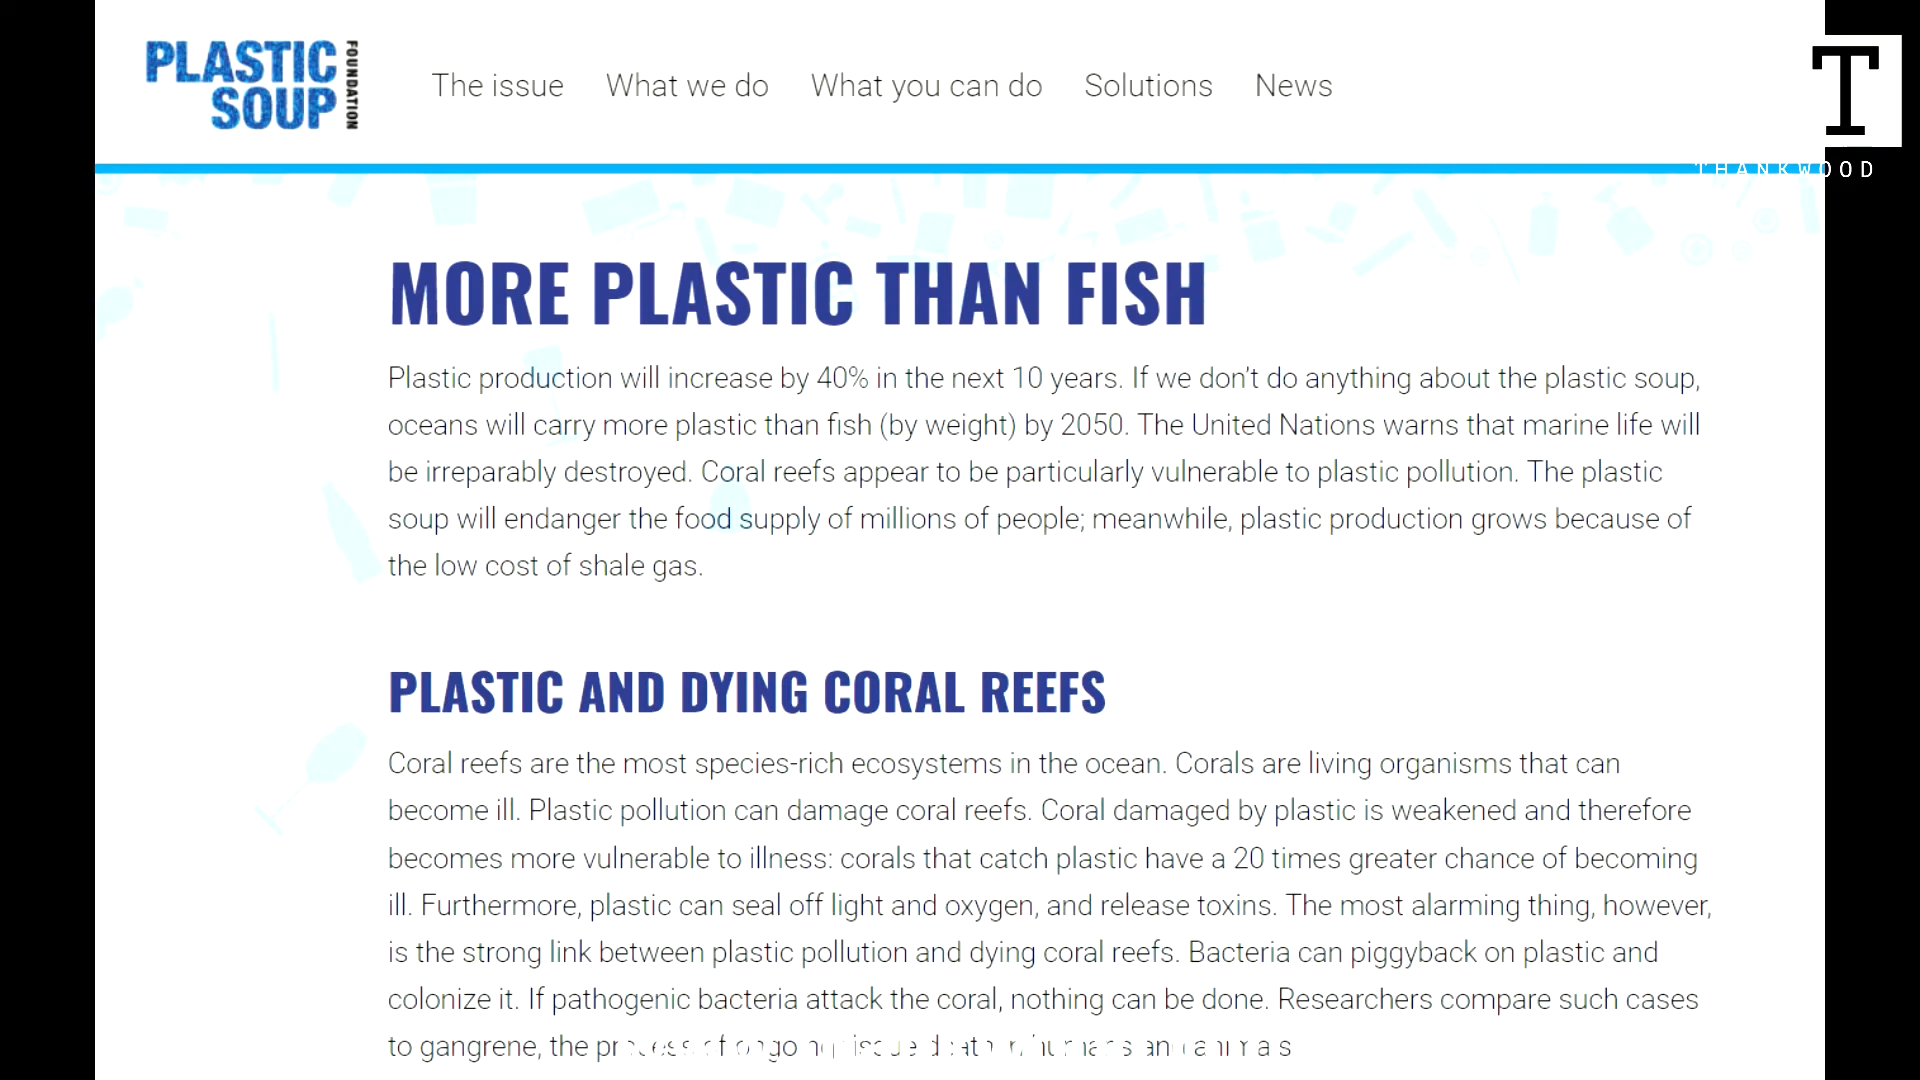 PLASTIC
SOUP
FOUNDATION
The issue What we do What you can do Solutions News
T
THANKWOOD
MORE PLASTIC THAN FISH
Plastic production will increase by 40% in the next 10 years. If we don’t do anything about the plastic soup,
oceans will carry more plastic than fish (by weight) by 2050. The United Nations warns that marine life will
be irreparably destroyed. Coral reefs appear to be particularly vulnerable to plastic pollution. The plastic
soup will endanger the food supply of millions of people; meanwhile, plastic production grows because of
the low cost of shale gas.
PLASTIC AND DYING CORAL REEFS
Coral reefs are the most species-rich ecosystems in the ocean. Corals are living organisms that can
become ill. Plastic pollution can damage coral reefs. Coral damaged by plastic is weakened and therefore
becomes more vulnerable to illness: corals that catch plastic have a 20 times greater chance of becoming
ill. Furthermore, plastic can seal off light and oxygen, and release toxins. The most alarming thing, however,
is the strong link between plastic pollution and dying coral reefs. Bacteria can piggyback on plastic and
colonize it. If pathogenic bacteria attack the coral, nothing can be done. Researchers compare such cases
to gangrene, the